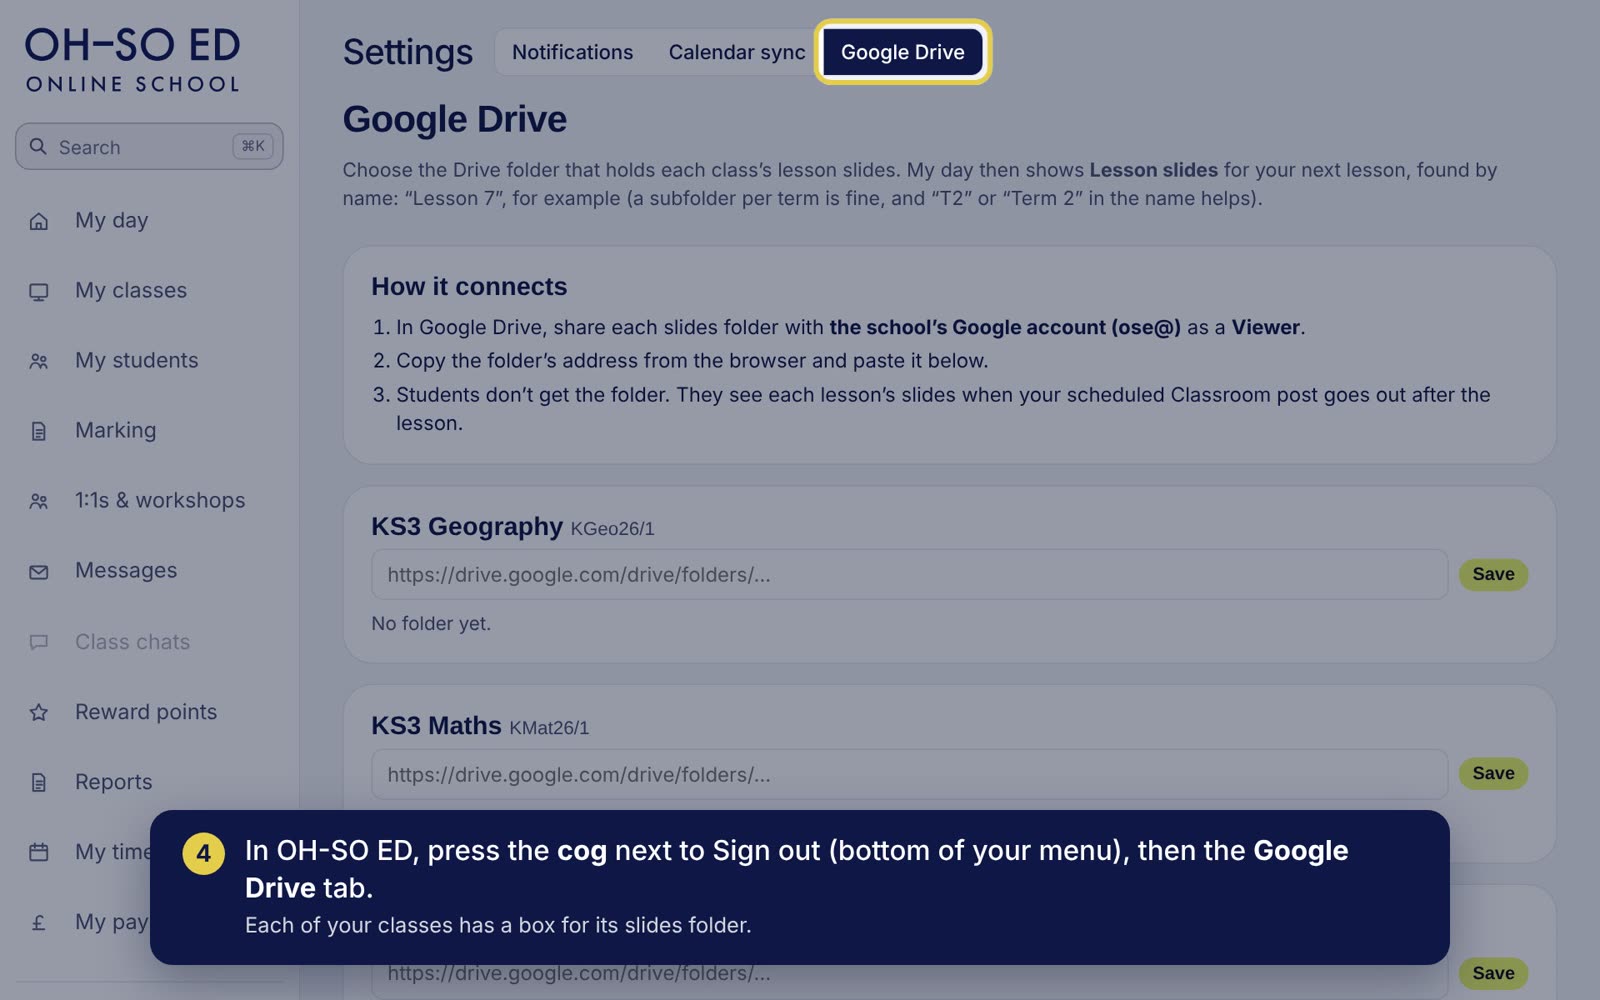 OH–SO ED
ONLINE SCHOOL
Search
⌘K
My day
My classes
My students
Marking
1:1s & workshops
Messages
Class chats
Reward points
Reports
My time
My pay
Settings
Notifications
Calendar sync
Google Drive
Google Drive
Choose the Drive folder that holds each class’s lesson slides. My day then shows Lesson slides for your next lesson, found by
name: “Lesson 7”, for example (a subfolder per term is fine, and “T2” or “Term 2” in the name helps).
How it connects
1. In Google Drive, share each slides folder with the school’s Google account (ose@) as a Viewer.
2. Copy the folder’s address from the browser and paste it below.
3. Students don’t get the folder. They see each lesson’s slides when your scheduled Classroom post goes out after the
lesson.
KS3 Geography KGeo26/1
https://drive.google.com/drive/folders/...
Save
No folder yet.
KS3 Maths KMat26/1
https://drive.google.com/drive/folders/...
Save
4
In OH-SO ED, press the cog next to Sign out (bottom of your menu), then the Google
Drive tab.
Each of your classes has a box for its slides folder.
https://drive.google.com/drive/folders/...
Save